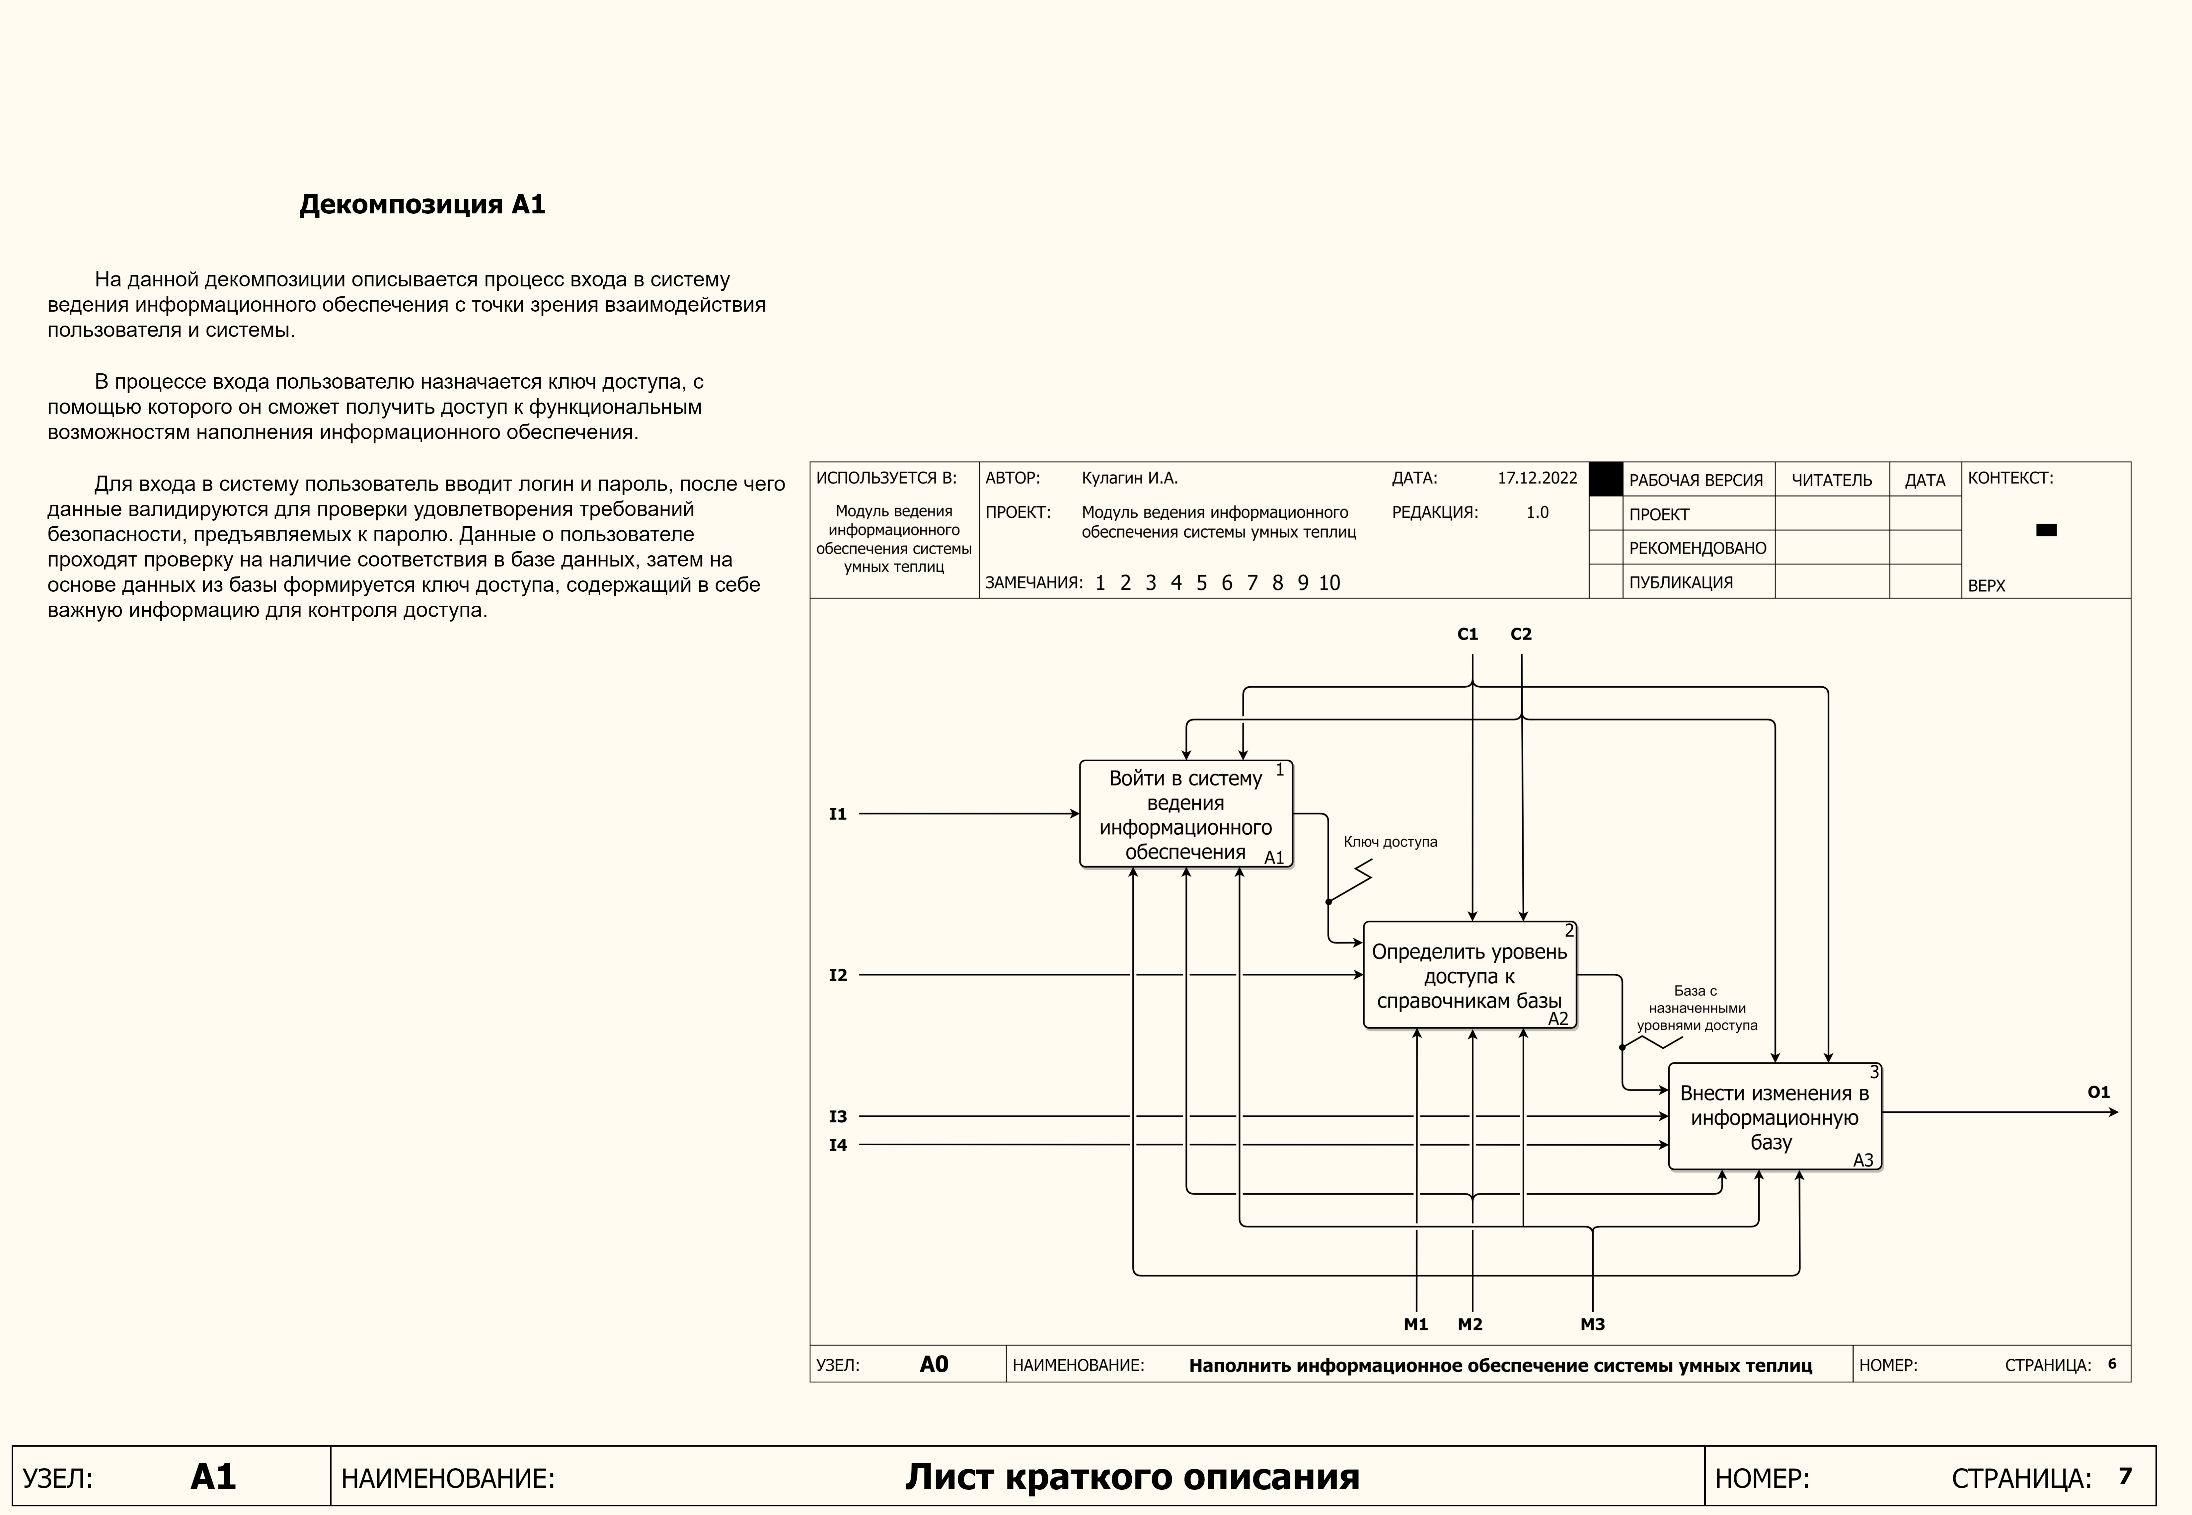 Декомпозиция A1
На данной декомпозиции описывается процесс входа в систему
ведения информационного обеспечения с точки зрения взаимодействия
пользователя и системы.
В процессе входа пользователю назначается ключ доступа, с
помощью которого он сможет получить доступ к функциональным
возможностям наполнения информационного обеспечения.
Для входа в систему пользователь вводит логин и пароль, после чего
данные валидируются для проверки удовлетворения требований
безопасности, предъявляемых к паролю. Данные о пользователе
проходят проверку на наличие соответствия в базе данных, затем на
основе данных из базы формируется ключ доступа, содержащий в себе
важную информацию для контроля доступа.
ИСПОЛЬЗУЕТСЯ В:
Модуль ведения
информационного
обеспечения системы
умных теплиц
АВТОР: Кулагин И.А.
ДАТА: 17.12.2022
ПРОЕКТ: Модуль ведения информационного
обеспечения системы умных теплиц
РЕДАКЦИЯ: 1.0
ЗАМЕЧАНИЯ: 1 2 3 4 5 6 7 8 9 10
РАБОЧАЯ ВЕРСИЯ
ЧИТАТЕЛЬ
ДАТА
ПРОЕКТ
РЕКОМЕНДОВАНО
ПУБЛИКАЦИЯ
КОНТЕКСТ:
ВЕРХ
C1 C2
I1
1
Войти в систему
ведения
информационного
обеспечения
A1
Ключ доступа
I2
2
Определить уровень
доступа к
справочникам базы
A2
База с
назначенными
уровнями доступа
I3
I4
3
Внести изменения в
информационную
базу
A3
O1
M1 M2 M3
УЗЕЛ: A0
НАИМЕНОВАНИЕ: Наполнить информационное обеспечение системы умных теплиц
НОМЕР:
СТРАНИЦА: 6
УЗЕЛ: A1
НАИМЕНОВАНИЕ: Лист краткого описания
НОМЕР:
СТРАНИЦА: 7